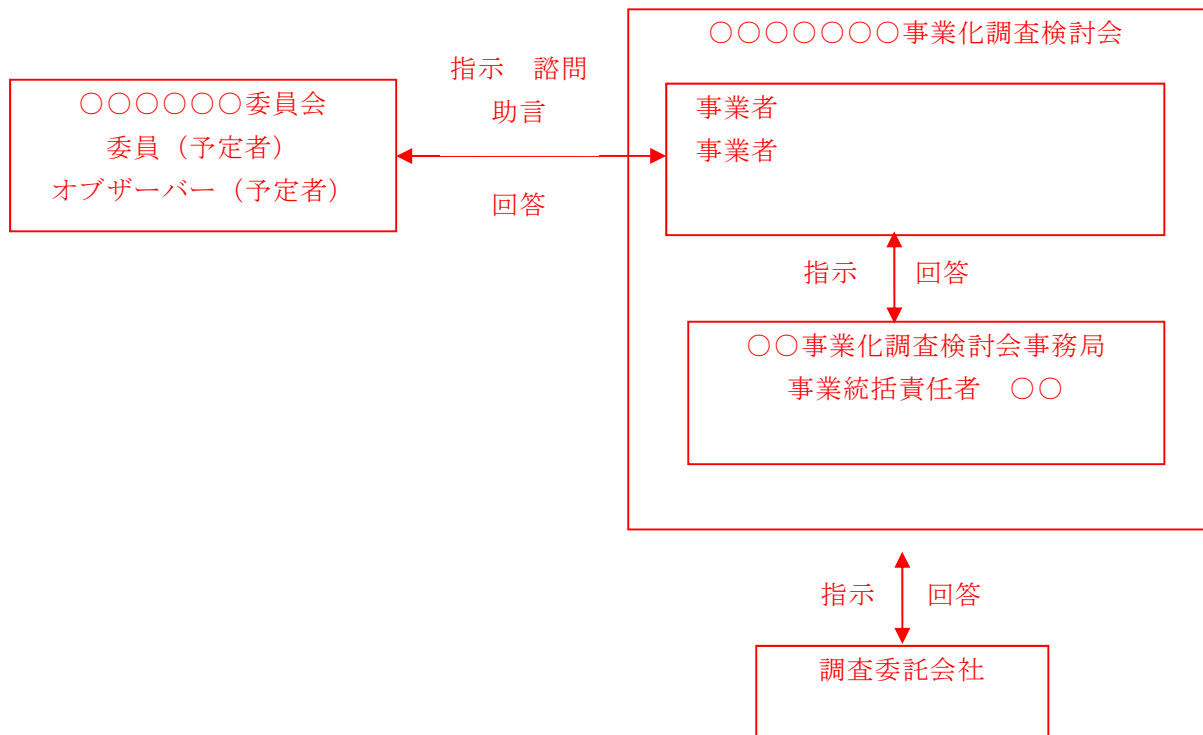 ○○○○○○○事業化調査検討会
指示　諮問
助言
○○○○○○委員会
委員（予定者）
オブザーバー（予定者）
回答
事業者
事業者
指示
回答
○○事業化調査検討会事務局
事業統括責任者　○○
指示
回答
調査委託会社